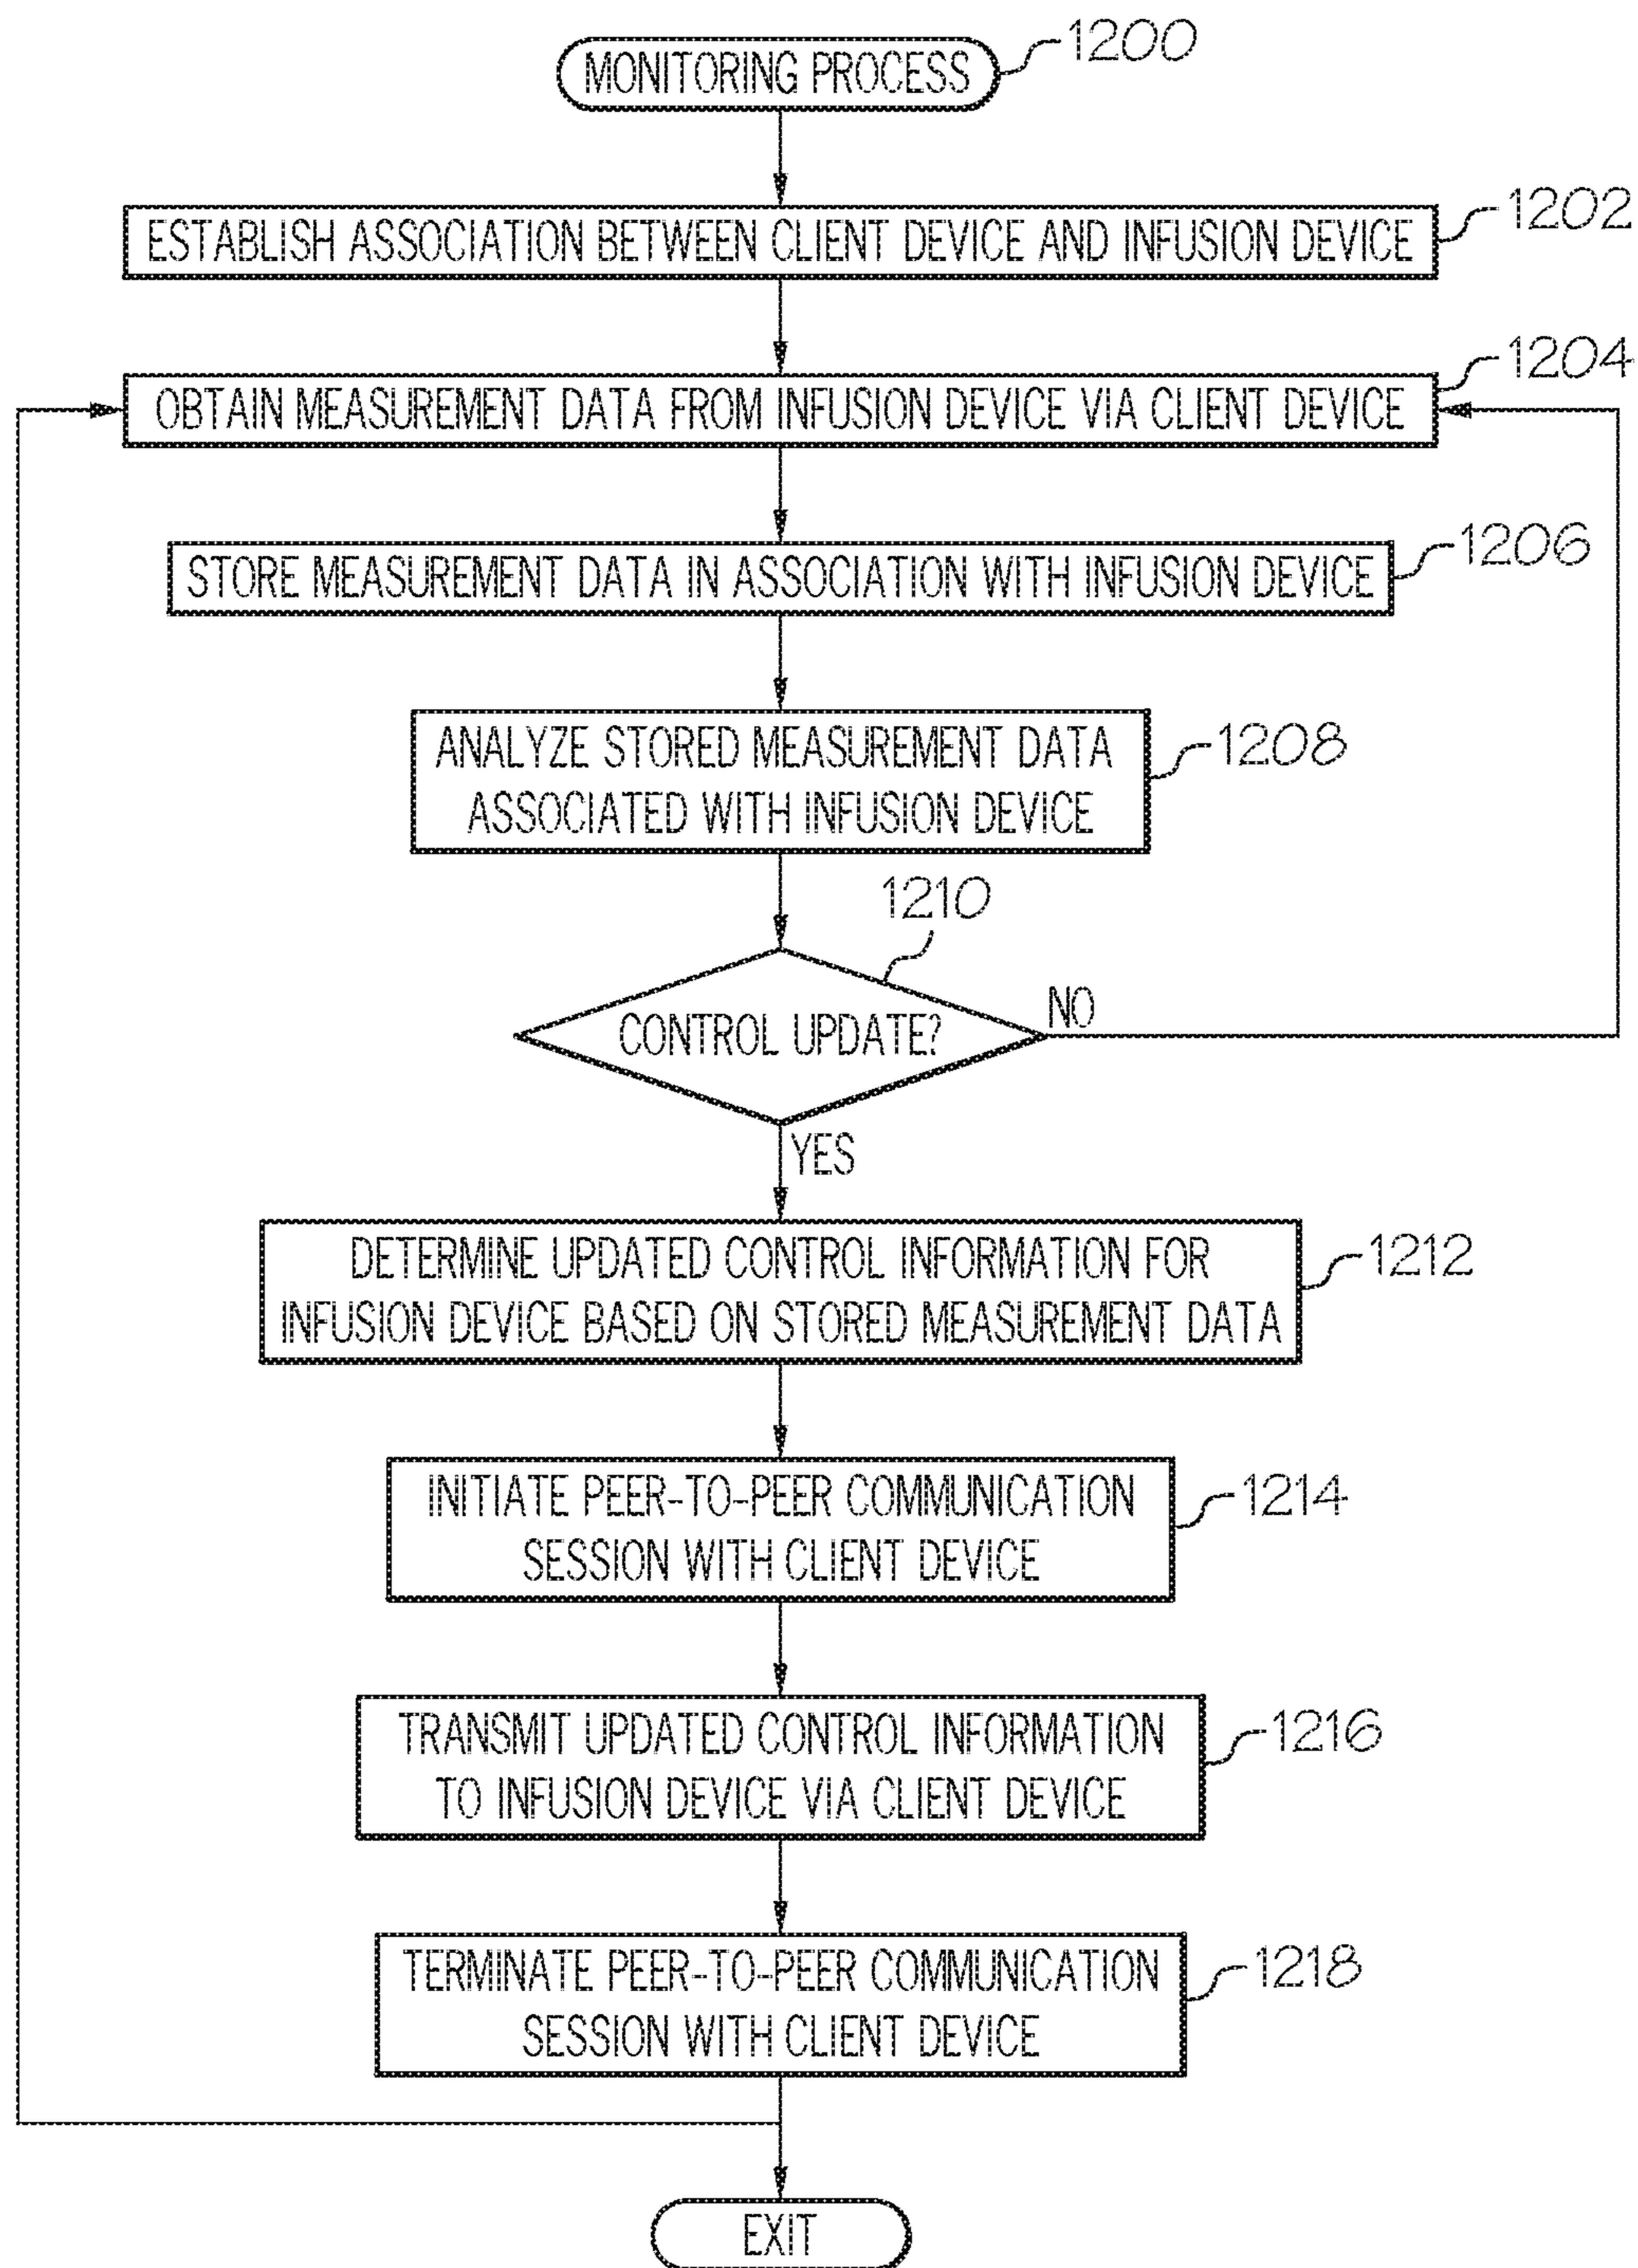 MONITORING PROCESS
1200
ESTABLISH ASSOCIATION BETWEEN CLIENT DEVICE AND INFUSION DEVICE
1202
OBTAIN MEASUREMENT DATA FROM INFUSION DEVICE VIA CLIENT DEVICE
1204
STORE MEASUREMENT DATA IN ASSOCIATION WITH INFUSION DEVICE
1206
ANALYZE STORED MEASUREMENT DATA
ASSOCIATED WITH INFUSION DEVICE
1208
1210
CONTROL UPDATE?
NO
YES
DETERMINE UPDATED CONTROL INFORMATION FOR
INFUSION DEVICE BASED ON STORED MEASUREMENT DATA
1212
INITIATE PEER-TO-PEER COMMUNICATION
SESSION WITH CLIENT DEVICE
1214
TRANSMIT UPDATED CONTROL INFORMATION
TO INFUSION DEVICE VIA CLIENT DEVICE
1216
TERMINATE PEER-TO-PEER COMMUNICATION
SESSION WITH CLIENT DEVICE
1218
EXIT